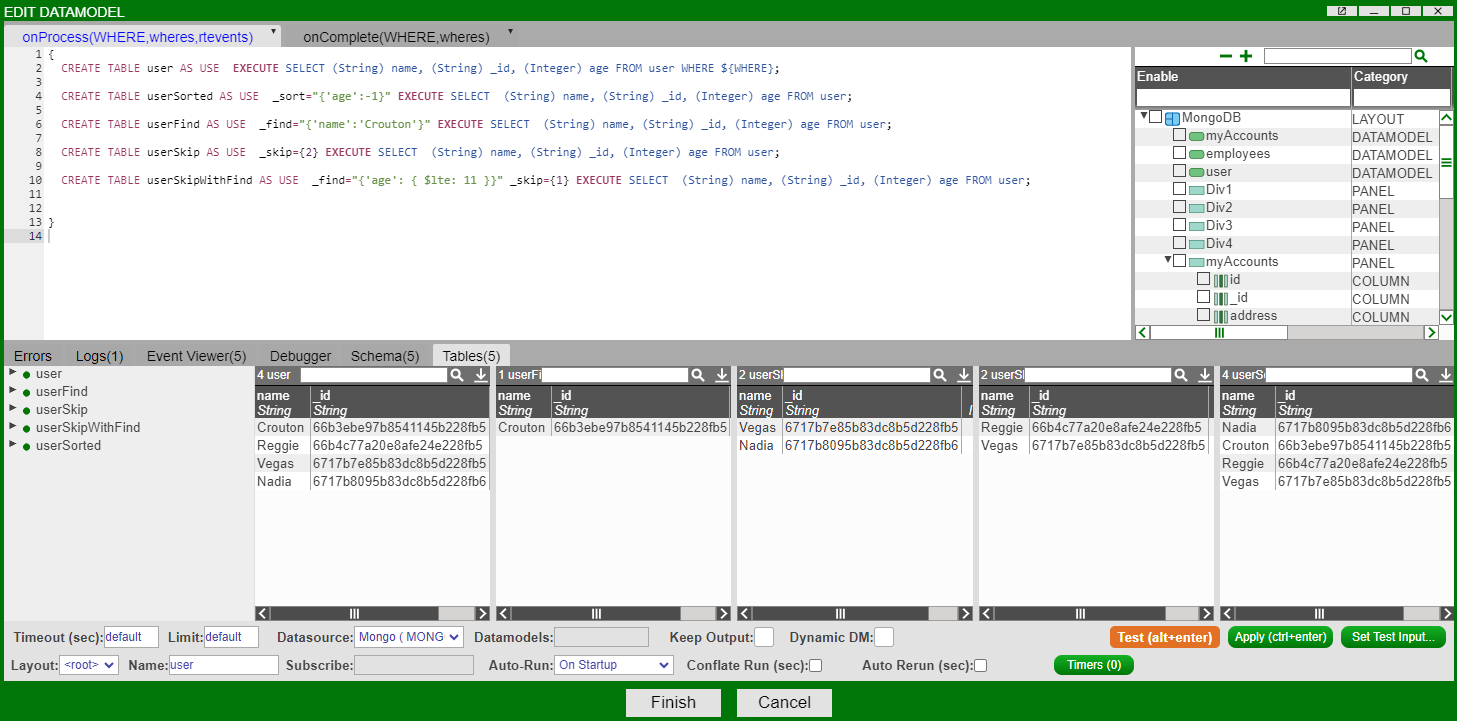 EDIT DATAMODEL
onProcess(WHERE,wheres,rtevents) onComplete(WHERE,wheres)
1 {
2 CREATE TABLE user AS USE  EXECUTE SELECT (String) name, (String) _id, (Integer) age FROM user WHERE ${WHERE};
3
4 CREATE TABLE userSorted AS USE  _sort="{'age':-1}" EXECUTE SELECT  (String) name, (String) _id, (Integer) age FROM user;
5
6 CREATE TABLE userFind AS USE  _find="{'name':'Crouton'}" EXECUTE SELECT  (String) name, (String) _id, (Integer) age FROM user;
7
8 CREATE TABLE userSkip AS USE  _skip={2} EXECUTE SELECT  (String) name, (String) _id, (Integer) age FROM user;
9
10 CREATE TABLE userSkipWithFind AS USE  _find="{'age': { $lte: 11 }}" _skip={1} EXECUTE SELECT  (String) name, (String) _id, (Integer) age FROM user;
11
12
13 }
14
Enable Category
MongoDB LAYOUT
myAccounts DATAMODEL
employees DATAMODEL
user DATAMODEL
Div1 PANEL
Div2 PANEL
Div3 PANEL
Div4 PANEL
myAccounts PANEL
id COLUMN
_id COLUMN
address COLUMN
Errors Logs(1) Event Viewer(5) Debugger Schema(5) Tables(5)
user
userFind
userSkip
userSkipWithFind
userSorted
4 user
name _id
String String
Crouton 66b3ebe97b8541145b228fb5
Reggie 66b4c77a20e8afe24e228fb5
Vegas 6717b7e85b83dc8b5d228fb5
Nadia 6717b8095b83dc8b5d228fb6
1 userFi
name _id
String String
Crouton 66b3ebe97b8541145b228fb5
2 userSl
name _id
String String
Vegas 6717b7e85b83dc8b5d228fb5
Nadia 6717b8095b83dc8b5d228fb6
2 userSl
name _id
String String
Reggie 66b4c77a20e8afe24e228fb5
Vegas 6717b7e85b83dc8b5d228fb5
4 userS
name _id
String String
Nadia 6717b8095b83dc8b5d228fb6
Crouton 66b3ebe97b8541145b228fb5
Reggie 66b4c77a20e8afe24e228fb5
Vegas 6717b7e85b83dc8b5d228fb5
Timeout (sec): default Limit: default Datasource: Mongo ( MONG Datamodels: Keep Output: Dynamic DM: Test (alt+enter) Apply (ctrl+enter) Set Test Input...
Layout: <root> Name: user Subscribe: Auto-Run: On Startup Conflate Run (sec): Auto Rerun (sec): Timers (0)
Finish Cancel